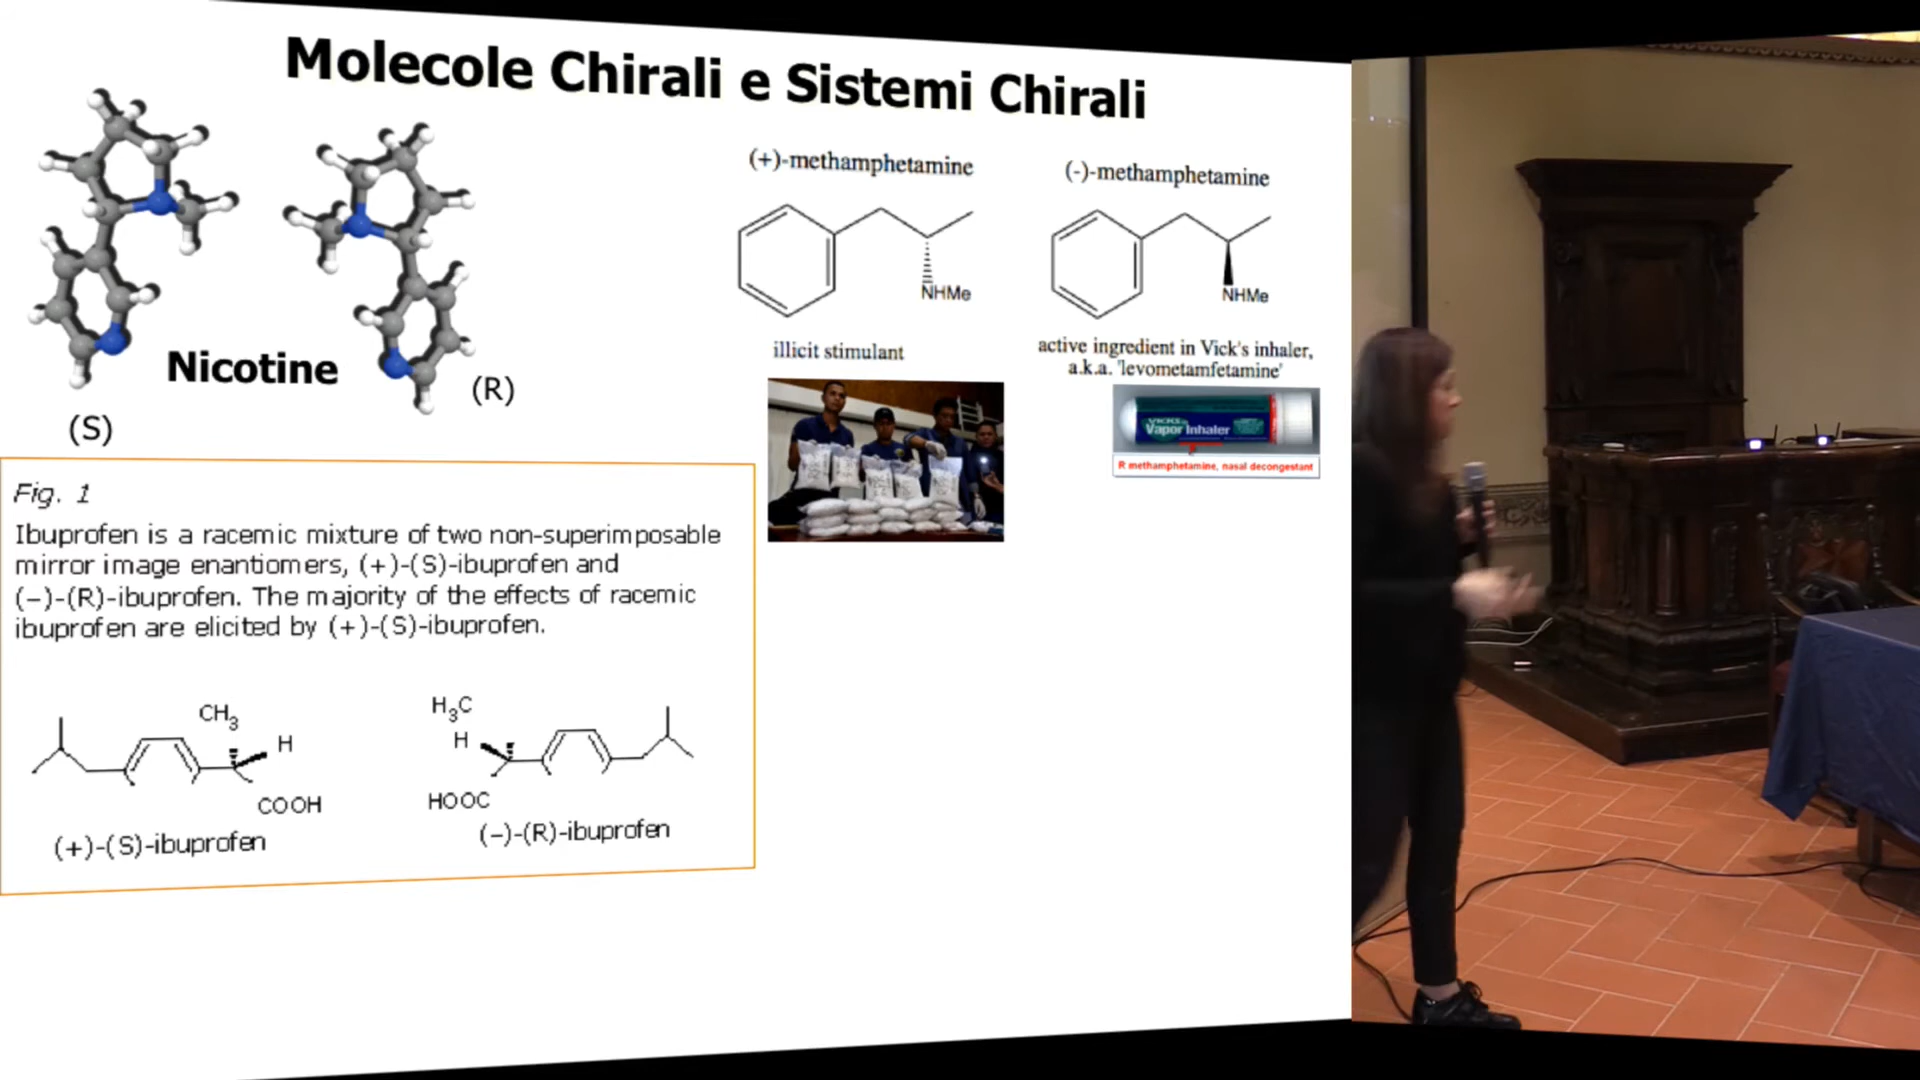 Molecole Chirali e Sistemi Chirali
Nicotine
(S)
(R)
(+)-methamphetamine
NHMe
illicit stimulant
(-)-methamphetamine
NHMe
active ingredient in Vick's inhaler,
a.k.a. 'levometamfetamine'
VICKS
Vapor Inhaler
R methamphetamine, nasal decongestant
Fig. 1
Ibuprofen is a racemic mixture of two non-superimposable
mirror image enantiomers, (+)-(S)-ibuprofen and
(−)-(R)-ibuprofen. The majority of the effects of racemic
ibuprofen are elicited by (+)-(S)-ibuprofen.
CH3
H
COOH
(+)-(S)-ibuprofen
H3C
H
HOOC
(−)-(R)-ibuprofen